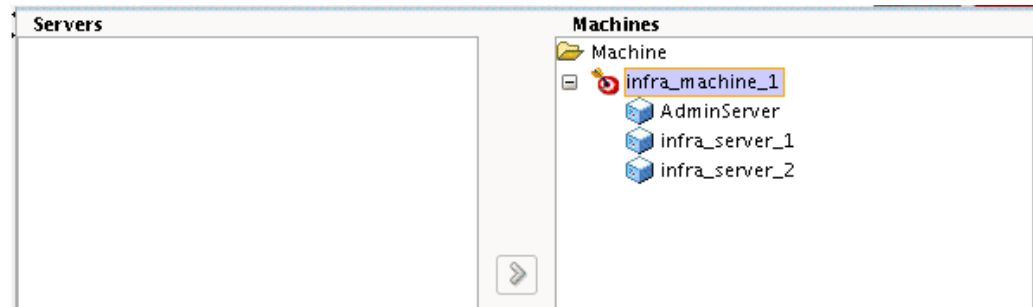 Servers
Machines
Machine
infra_machine_1
AdminServer
infra_server_1
infra_server_2